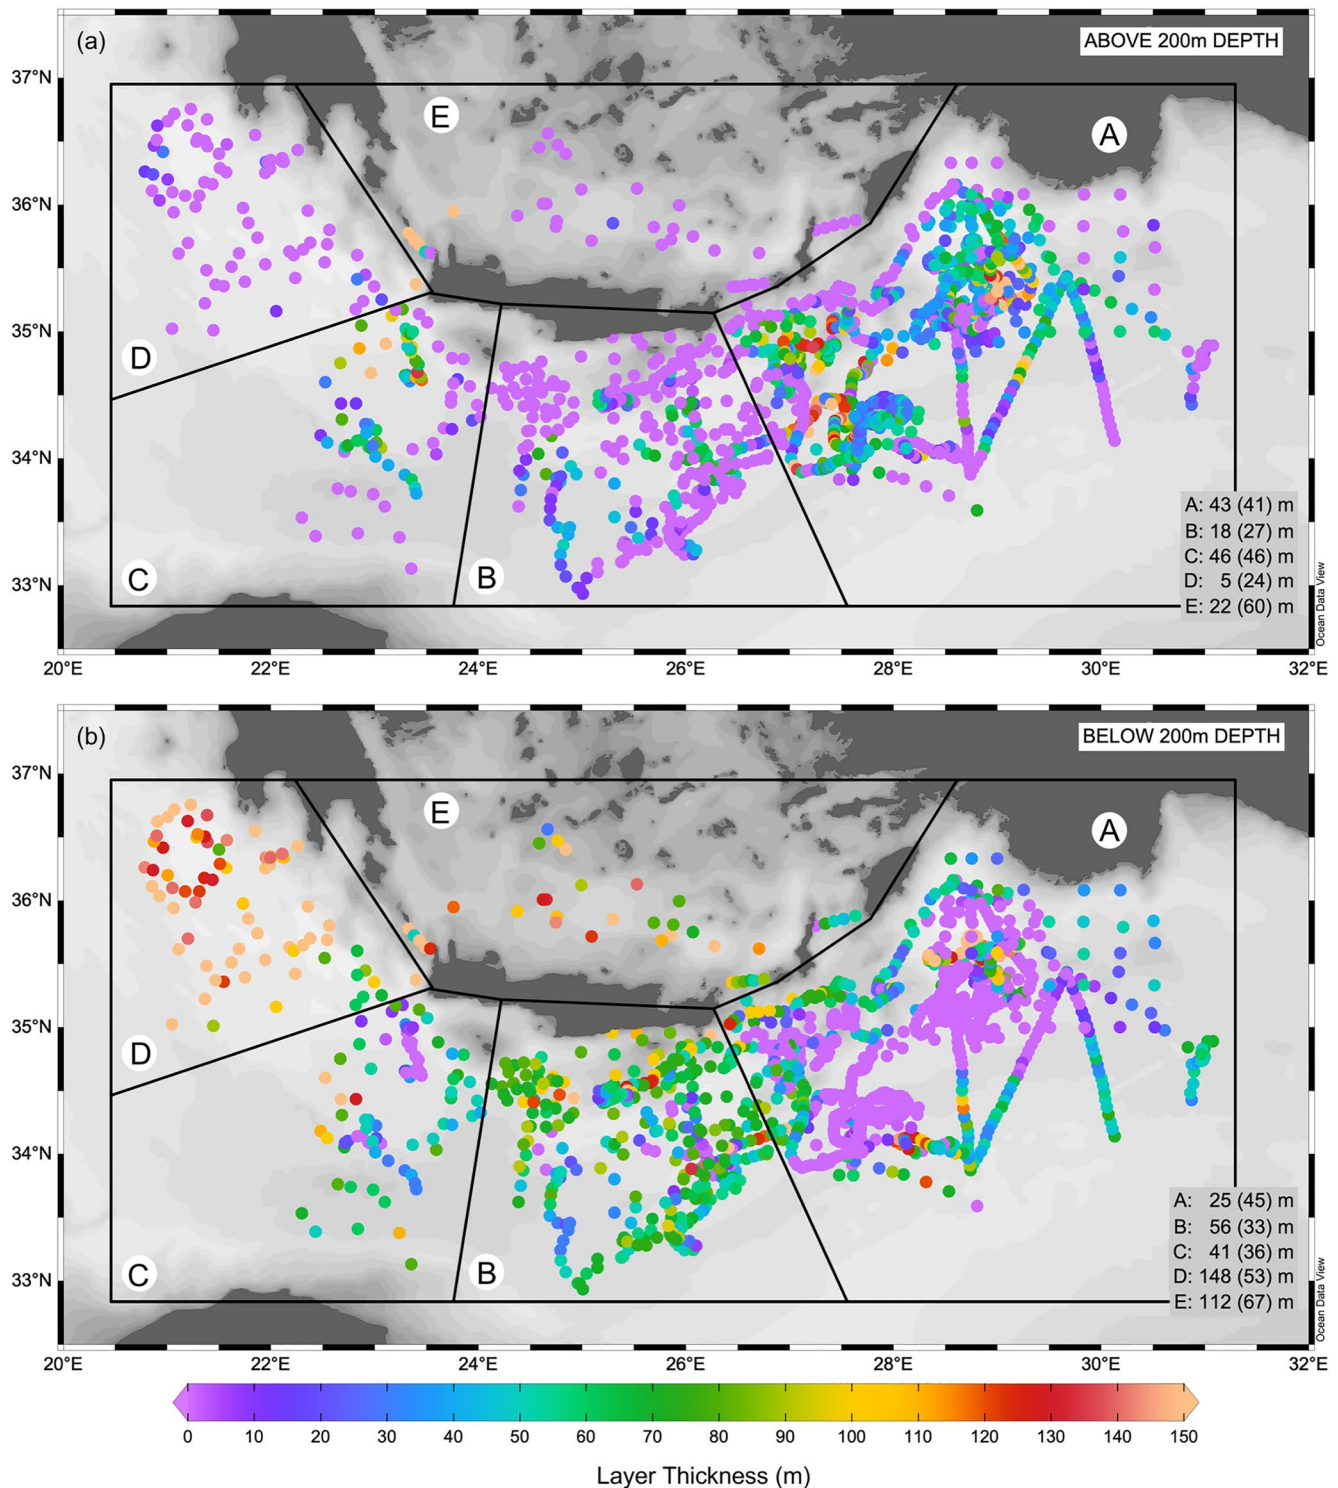 (a)
ABOVE 200m DEPTH
37°N
36°N
35°N
34°N
33°N
E
A
D
C
B
A: 43 (41) m
B: 18 (27) m
C: 46 (46) m
D: 5 (24) m
E: 22 (60) m
Ocean Data View
20°E 22°E 24°E 26°E 28°E 30°E 32°E
(b)
BELOW 200m DEPTH
37°N
36°N
35°N
34°N
33°N
E
A
D
C
B
A: 25 (45) m
B: 56 (33) m
C: 41 (36) m
D: 148 (53) m
E: 112 (67) m
Ocean Data View
20°E 22°E 24°E 26°E 28°E 30°E 32°E
0 10 20 30 40 50 60 70 80 90 100 110 120 130 140 150
Layer Thickness (m)